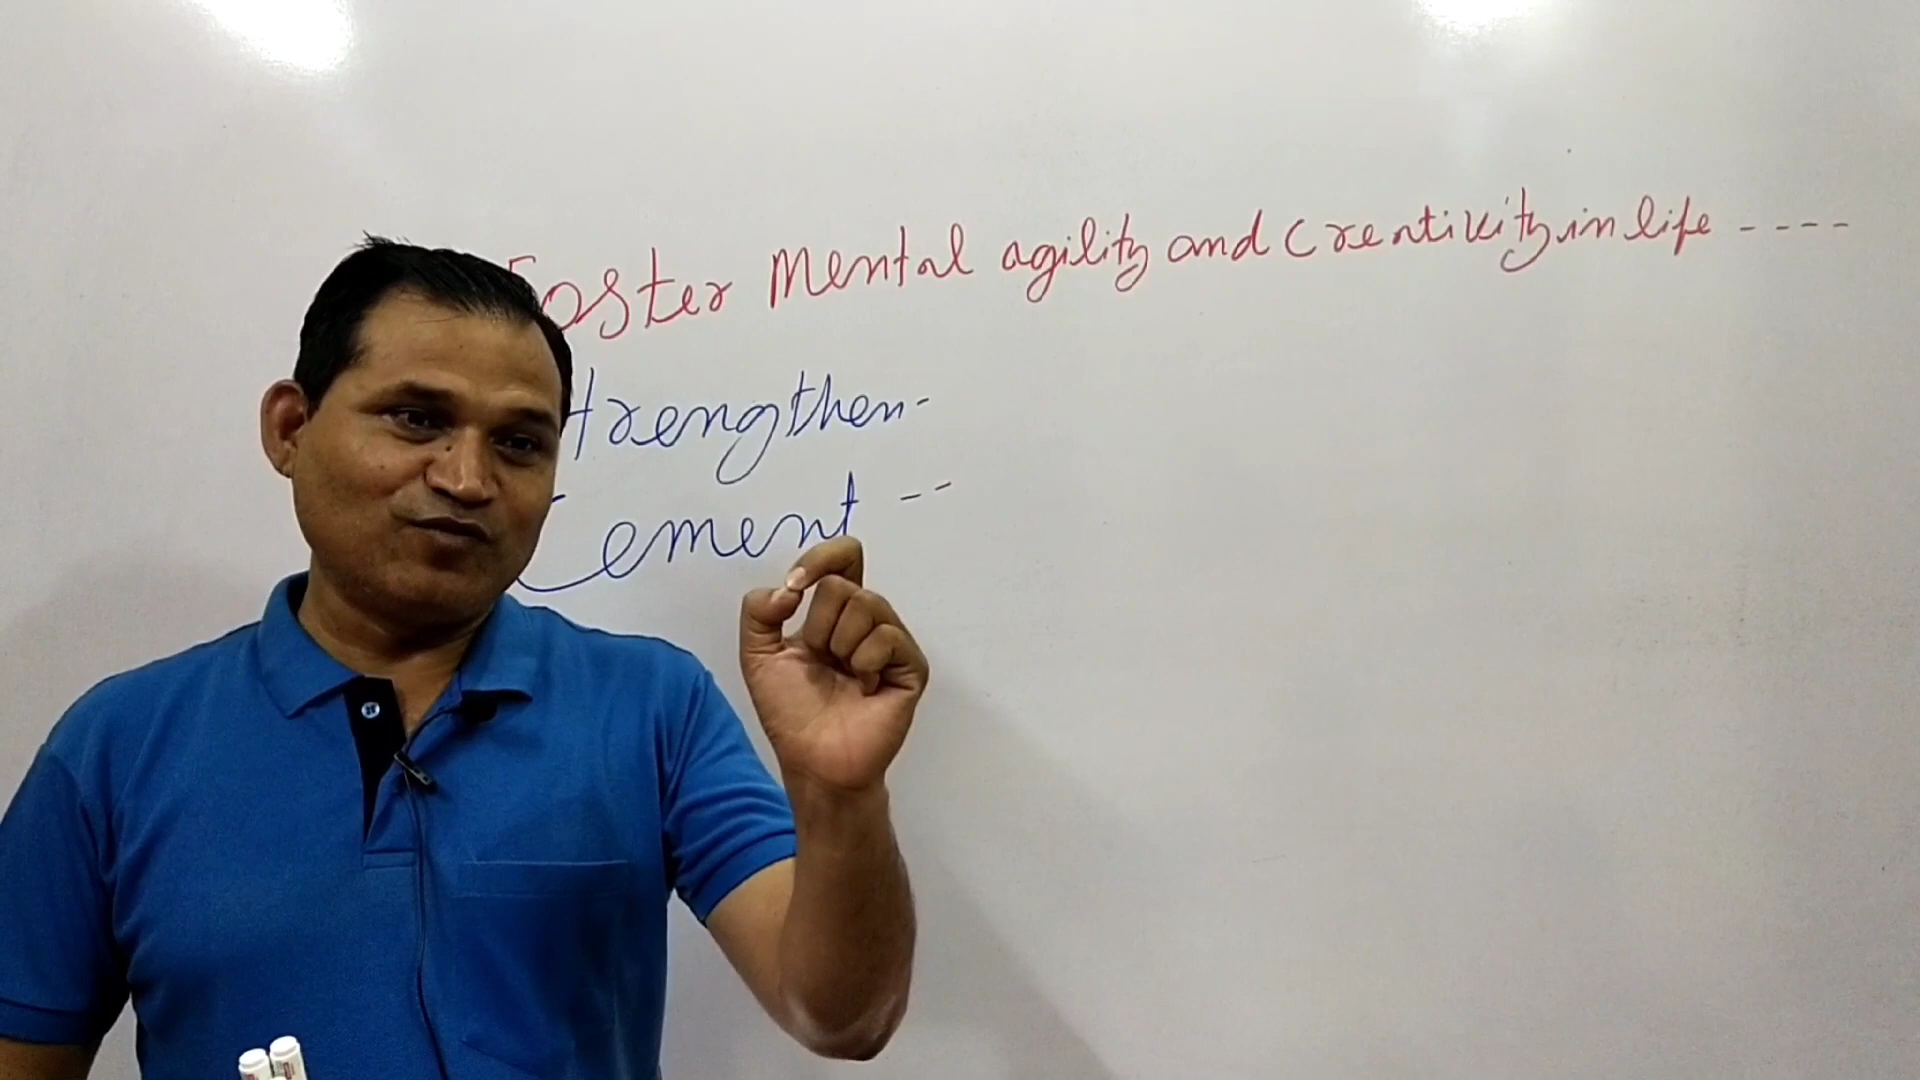 Foster Mental agility and Creativity in life ----
Strengthen-
Cement --